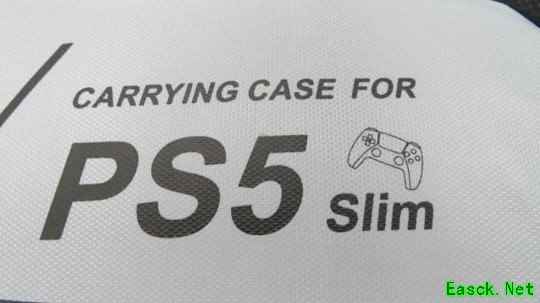 CARRYING CASE FOR
PS5 Slim
Easck.Net